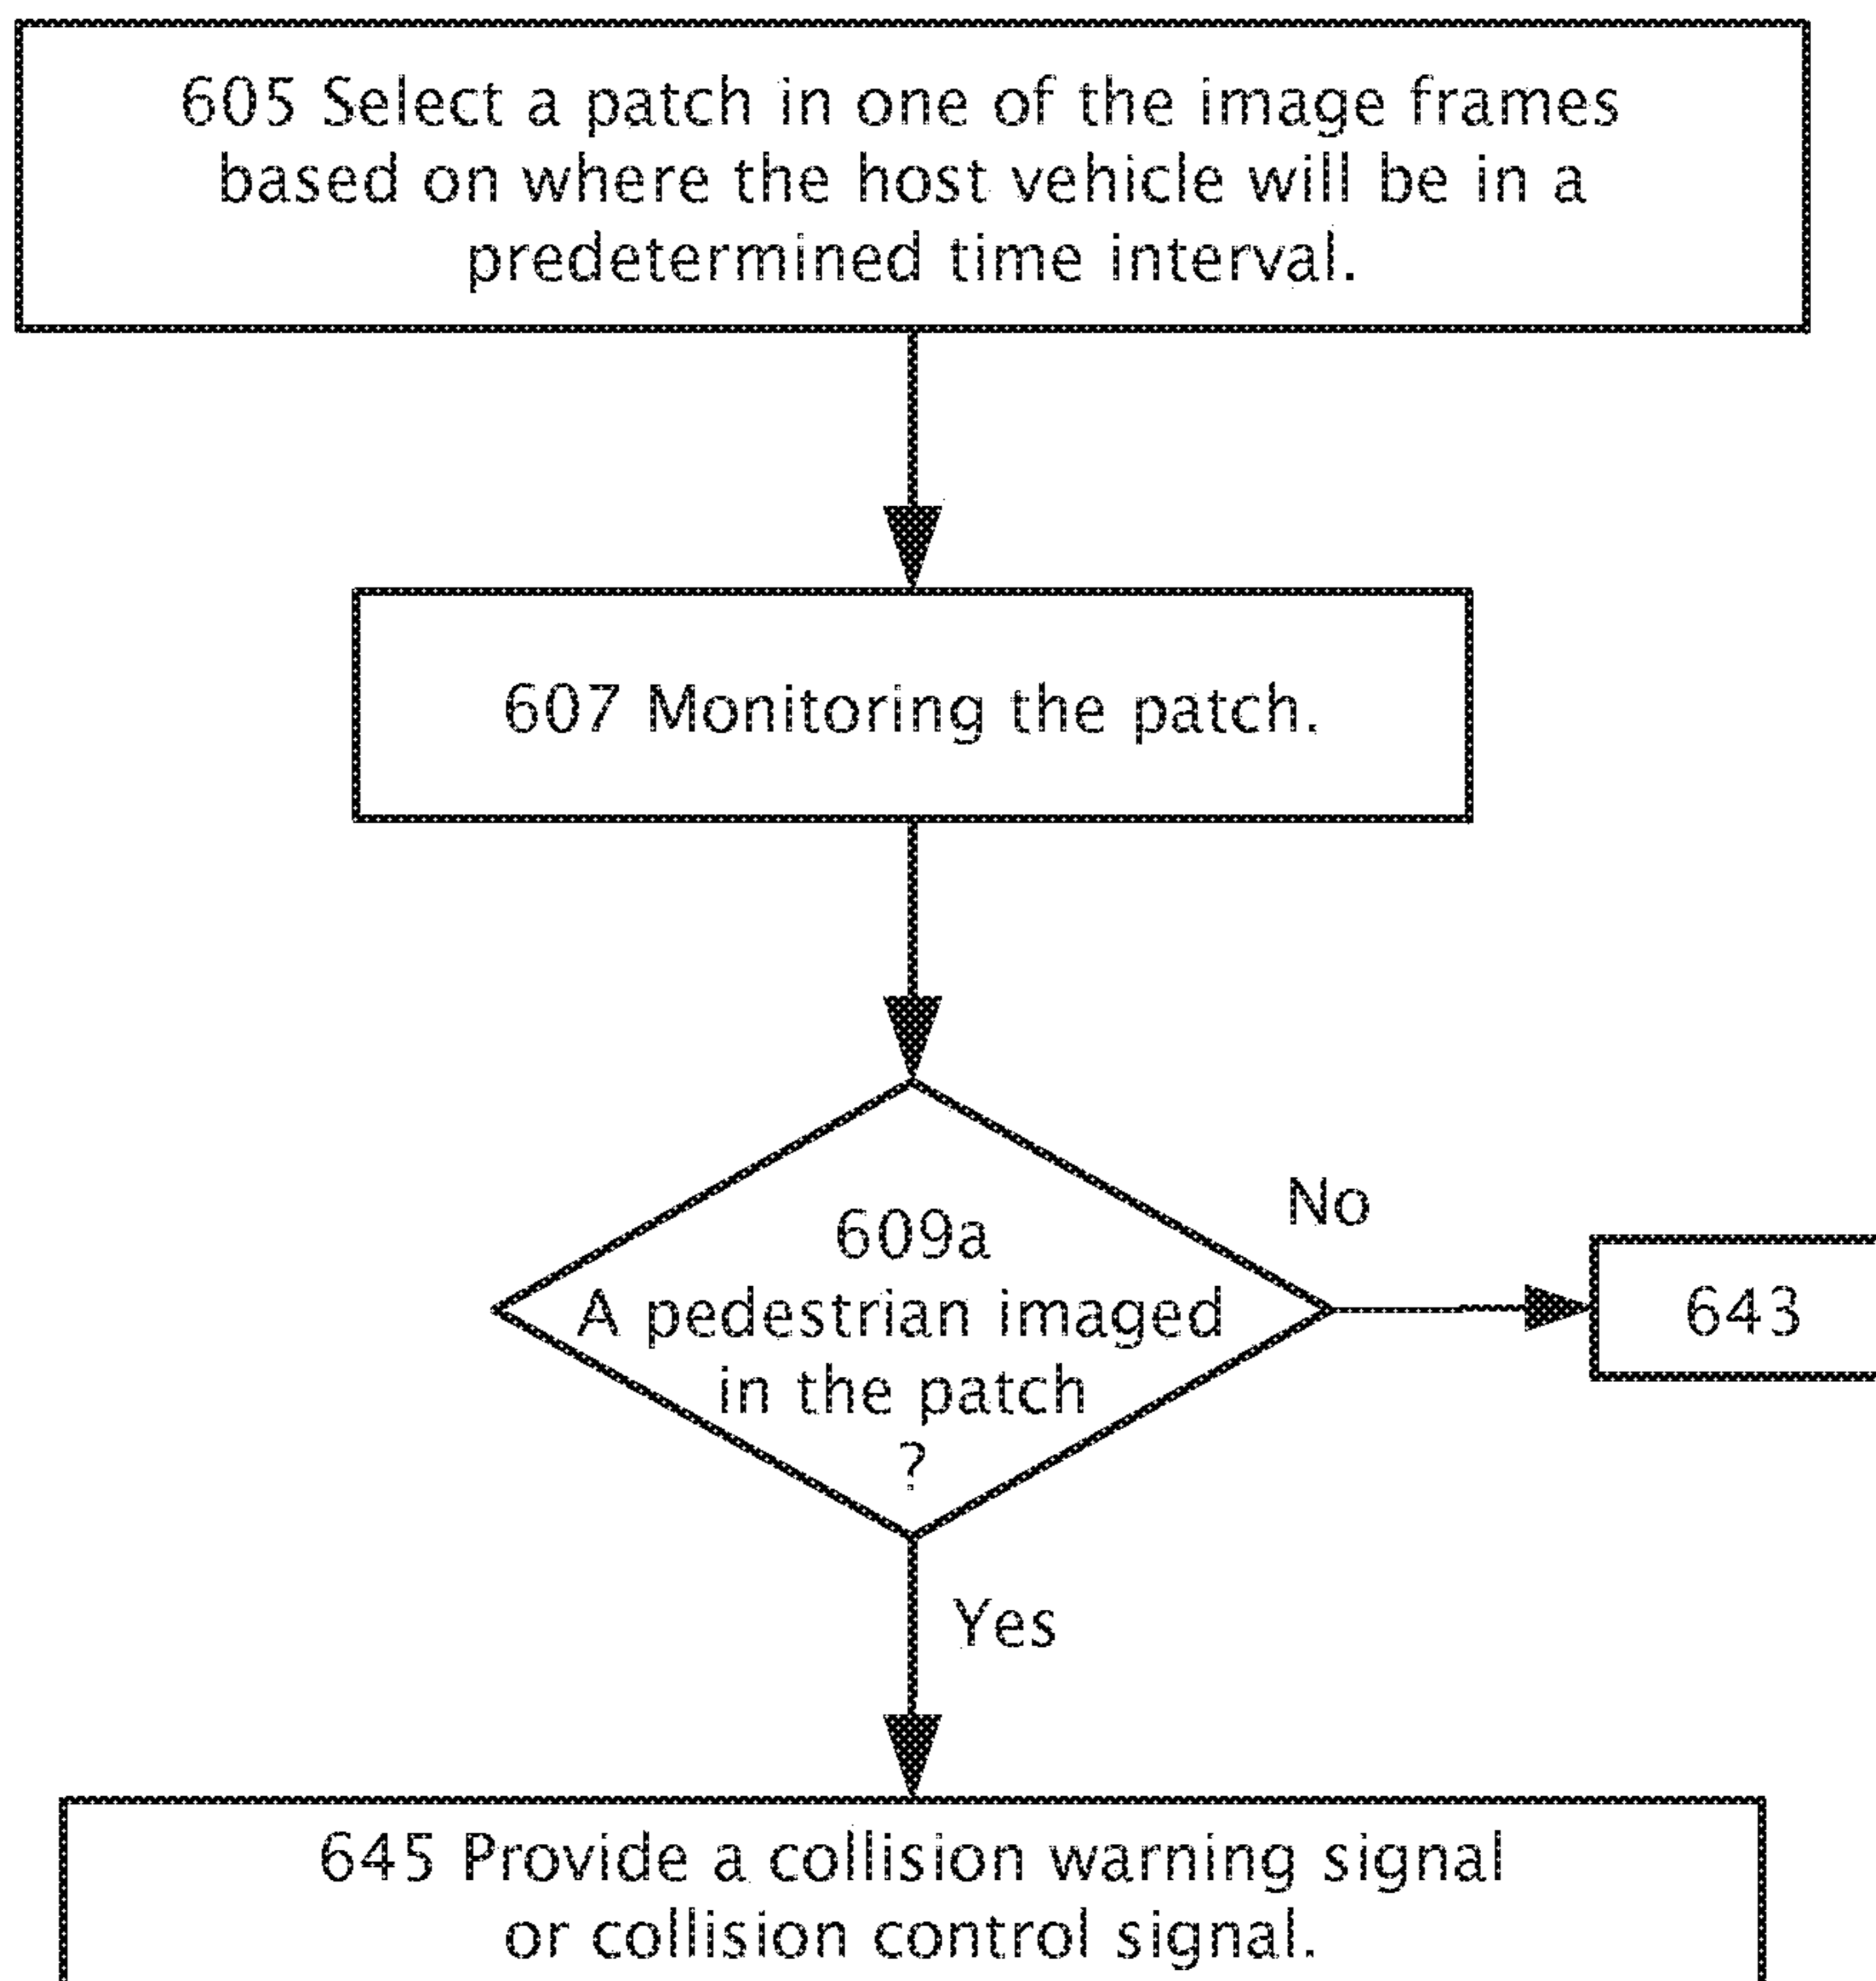 605 Select a patch in one of the image frames
based on where the host vehicle will be in a
predetermined time interval.
607 Monitoring the patch.
609a
A pedestrian imaged
in the patch
?
No
643
Yes
645 Provide a collision warning signal
or collision control signal.